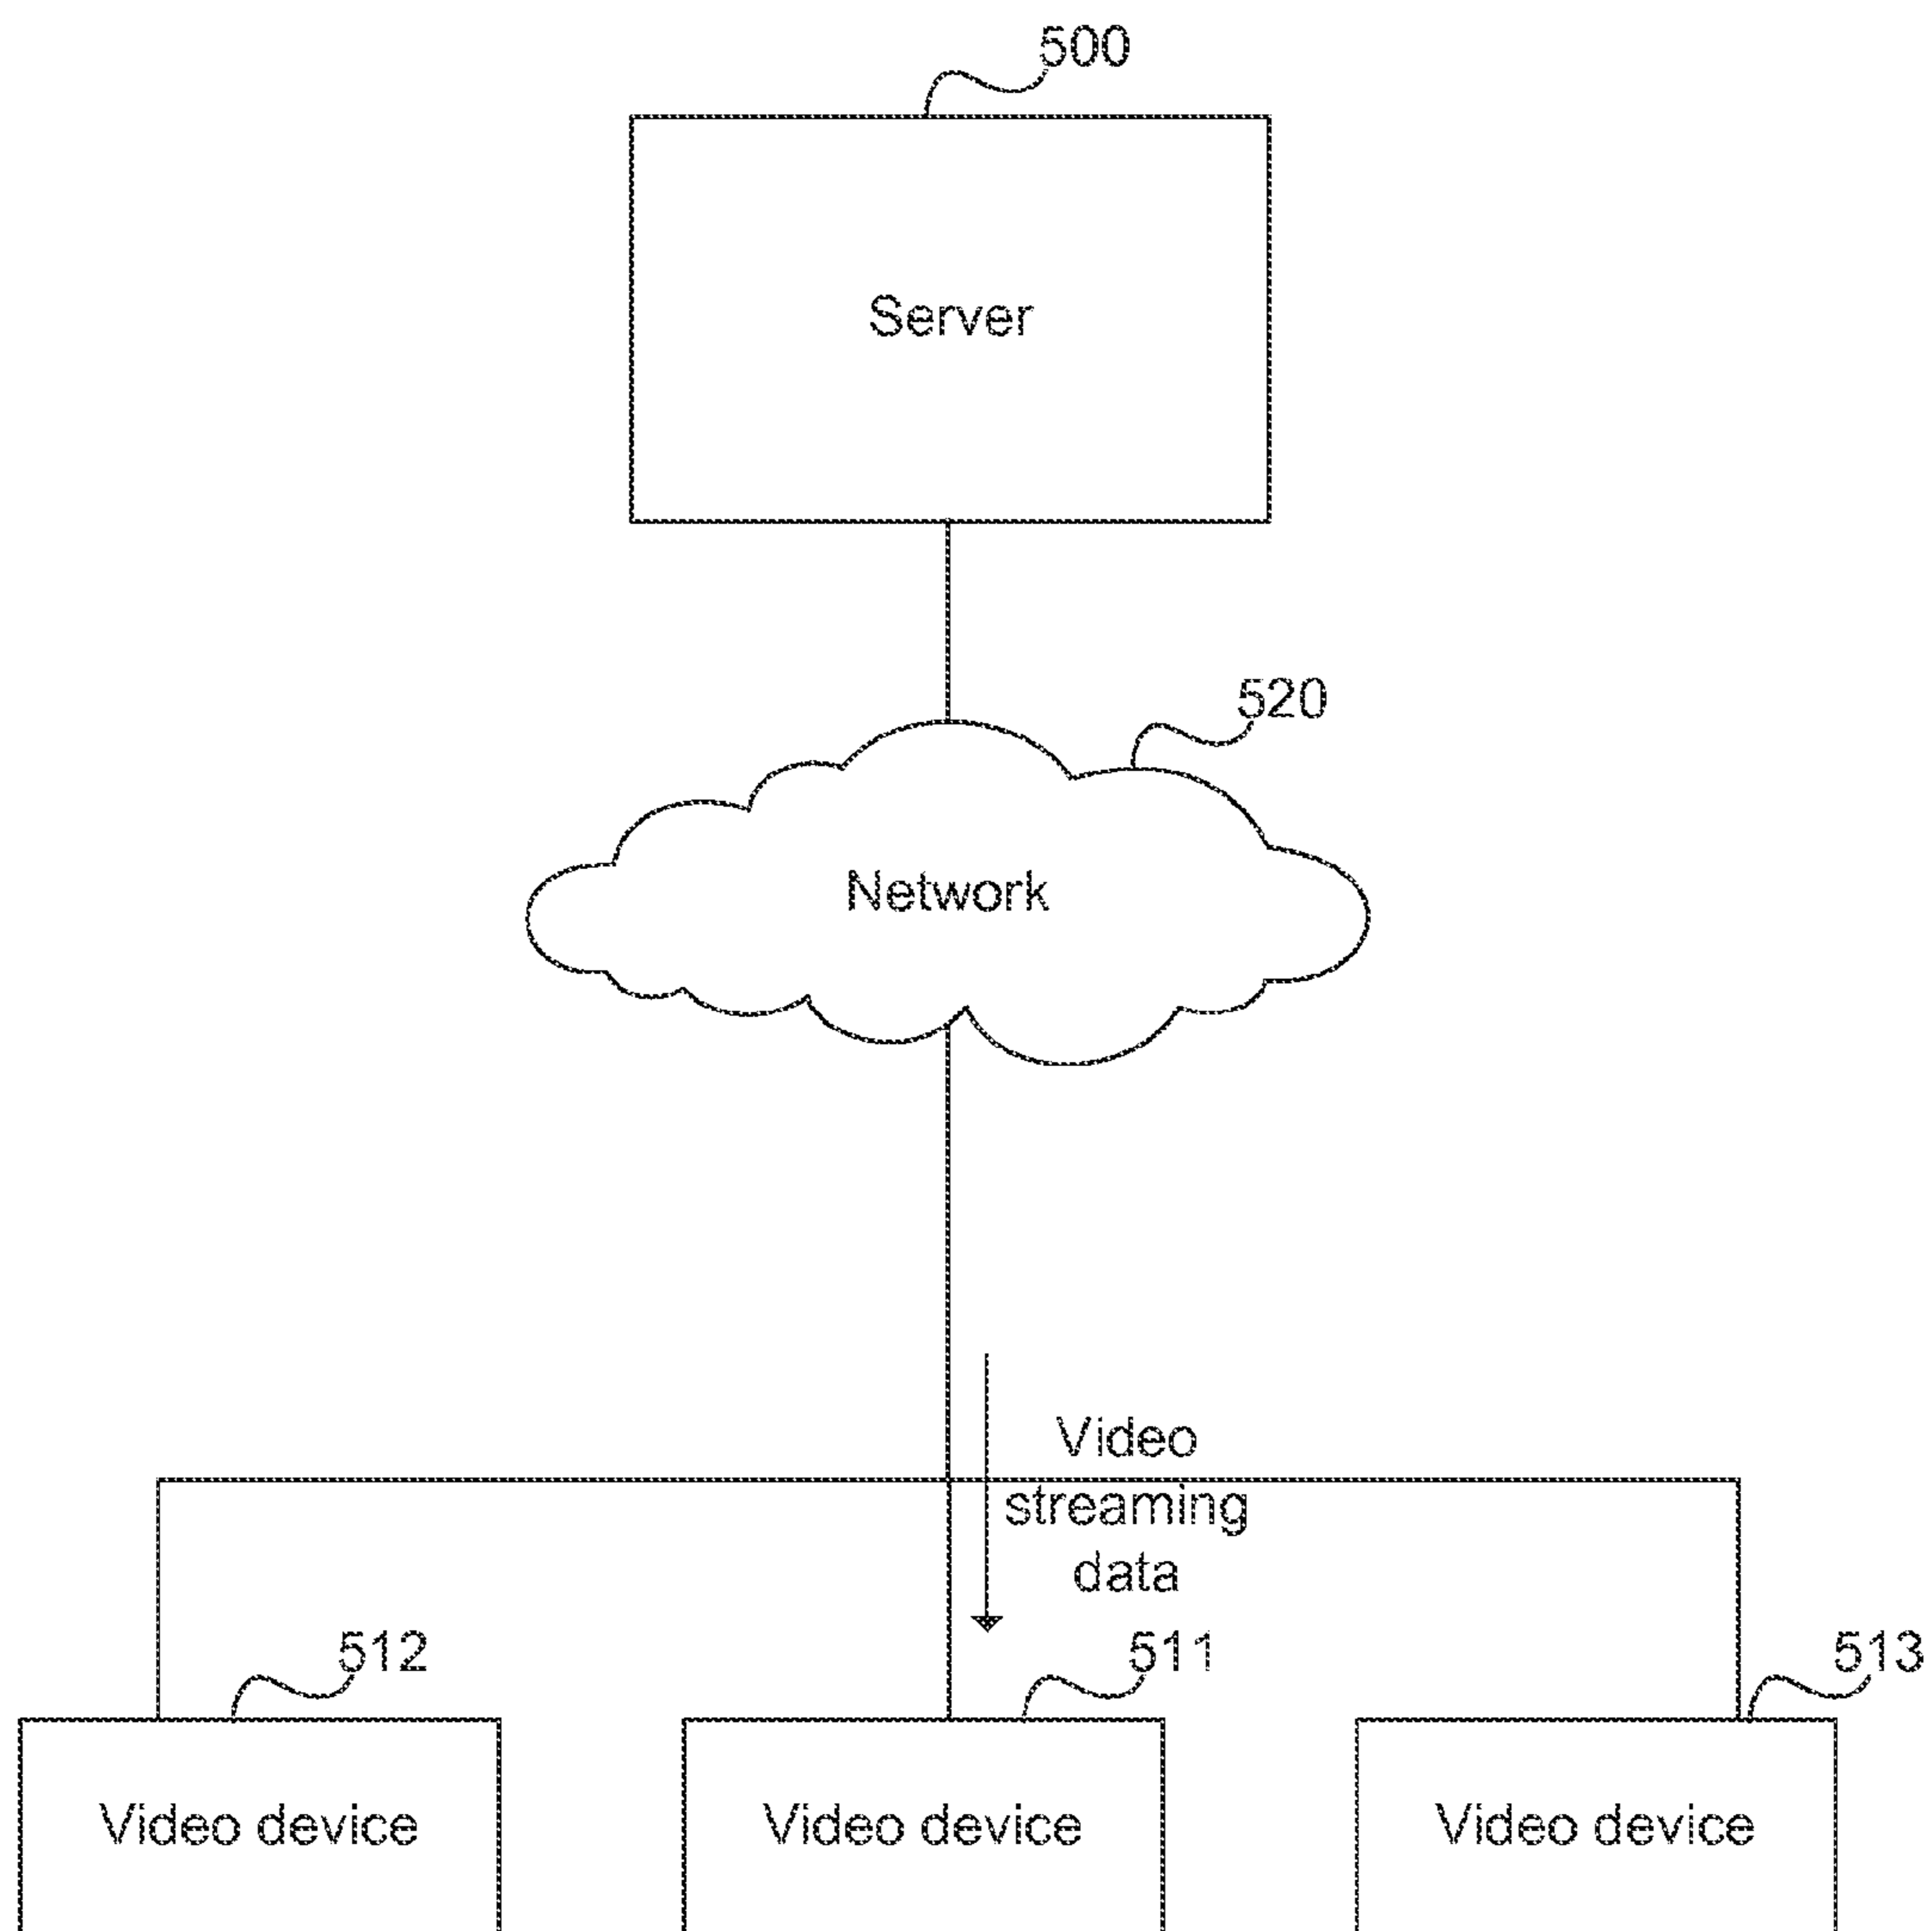 500
Server
520
Network
Video
streaming
data
512
511
513
Video device
Video device
Video device